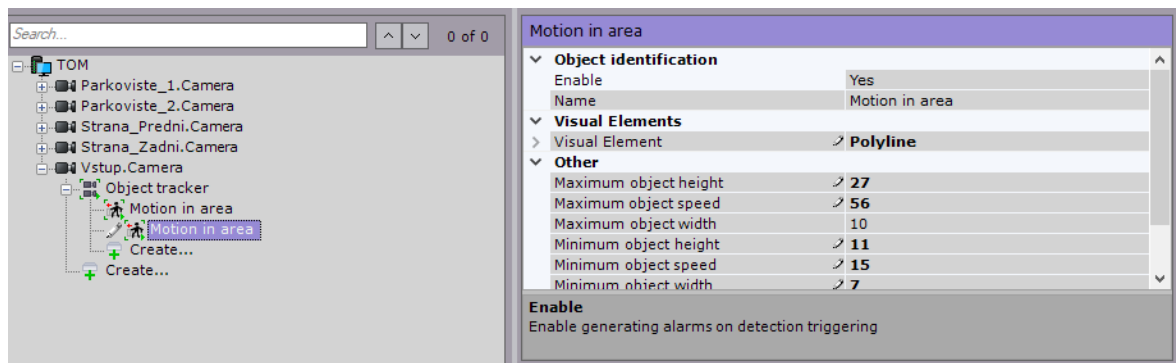 Search...
0 of 0
TOM
Parkoviste_1.Camera
Parkoviste_2.Camera
Strana_Predni.Camera
Strana_Zadni.Camera
Vstup.Camera
Object tracker
Motion in area
Motion in area
Create...
Create...
Motion in area
Object identification
Enable Yes
Name Motion in area
Visual Elements
Visual Element Polyline
Other
Maximum object height 27
Maximum object speed 56
Maximum object width 10
Minimum object height 11
Minimum object speed 15
Minimum object width 7
Enable
Enable generating alarms on detection triggering